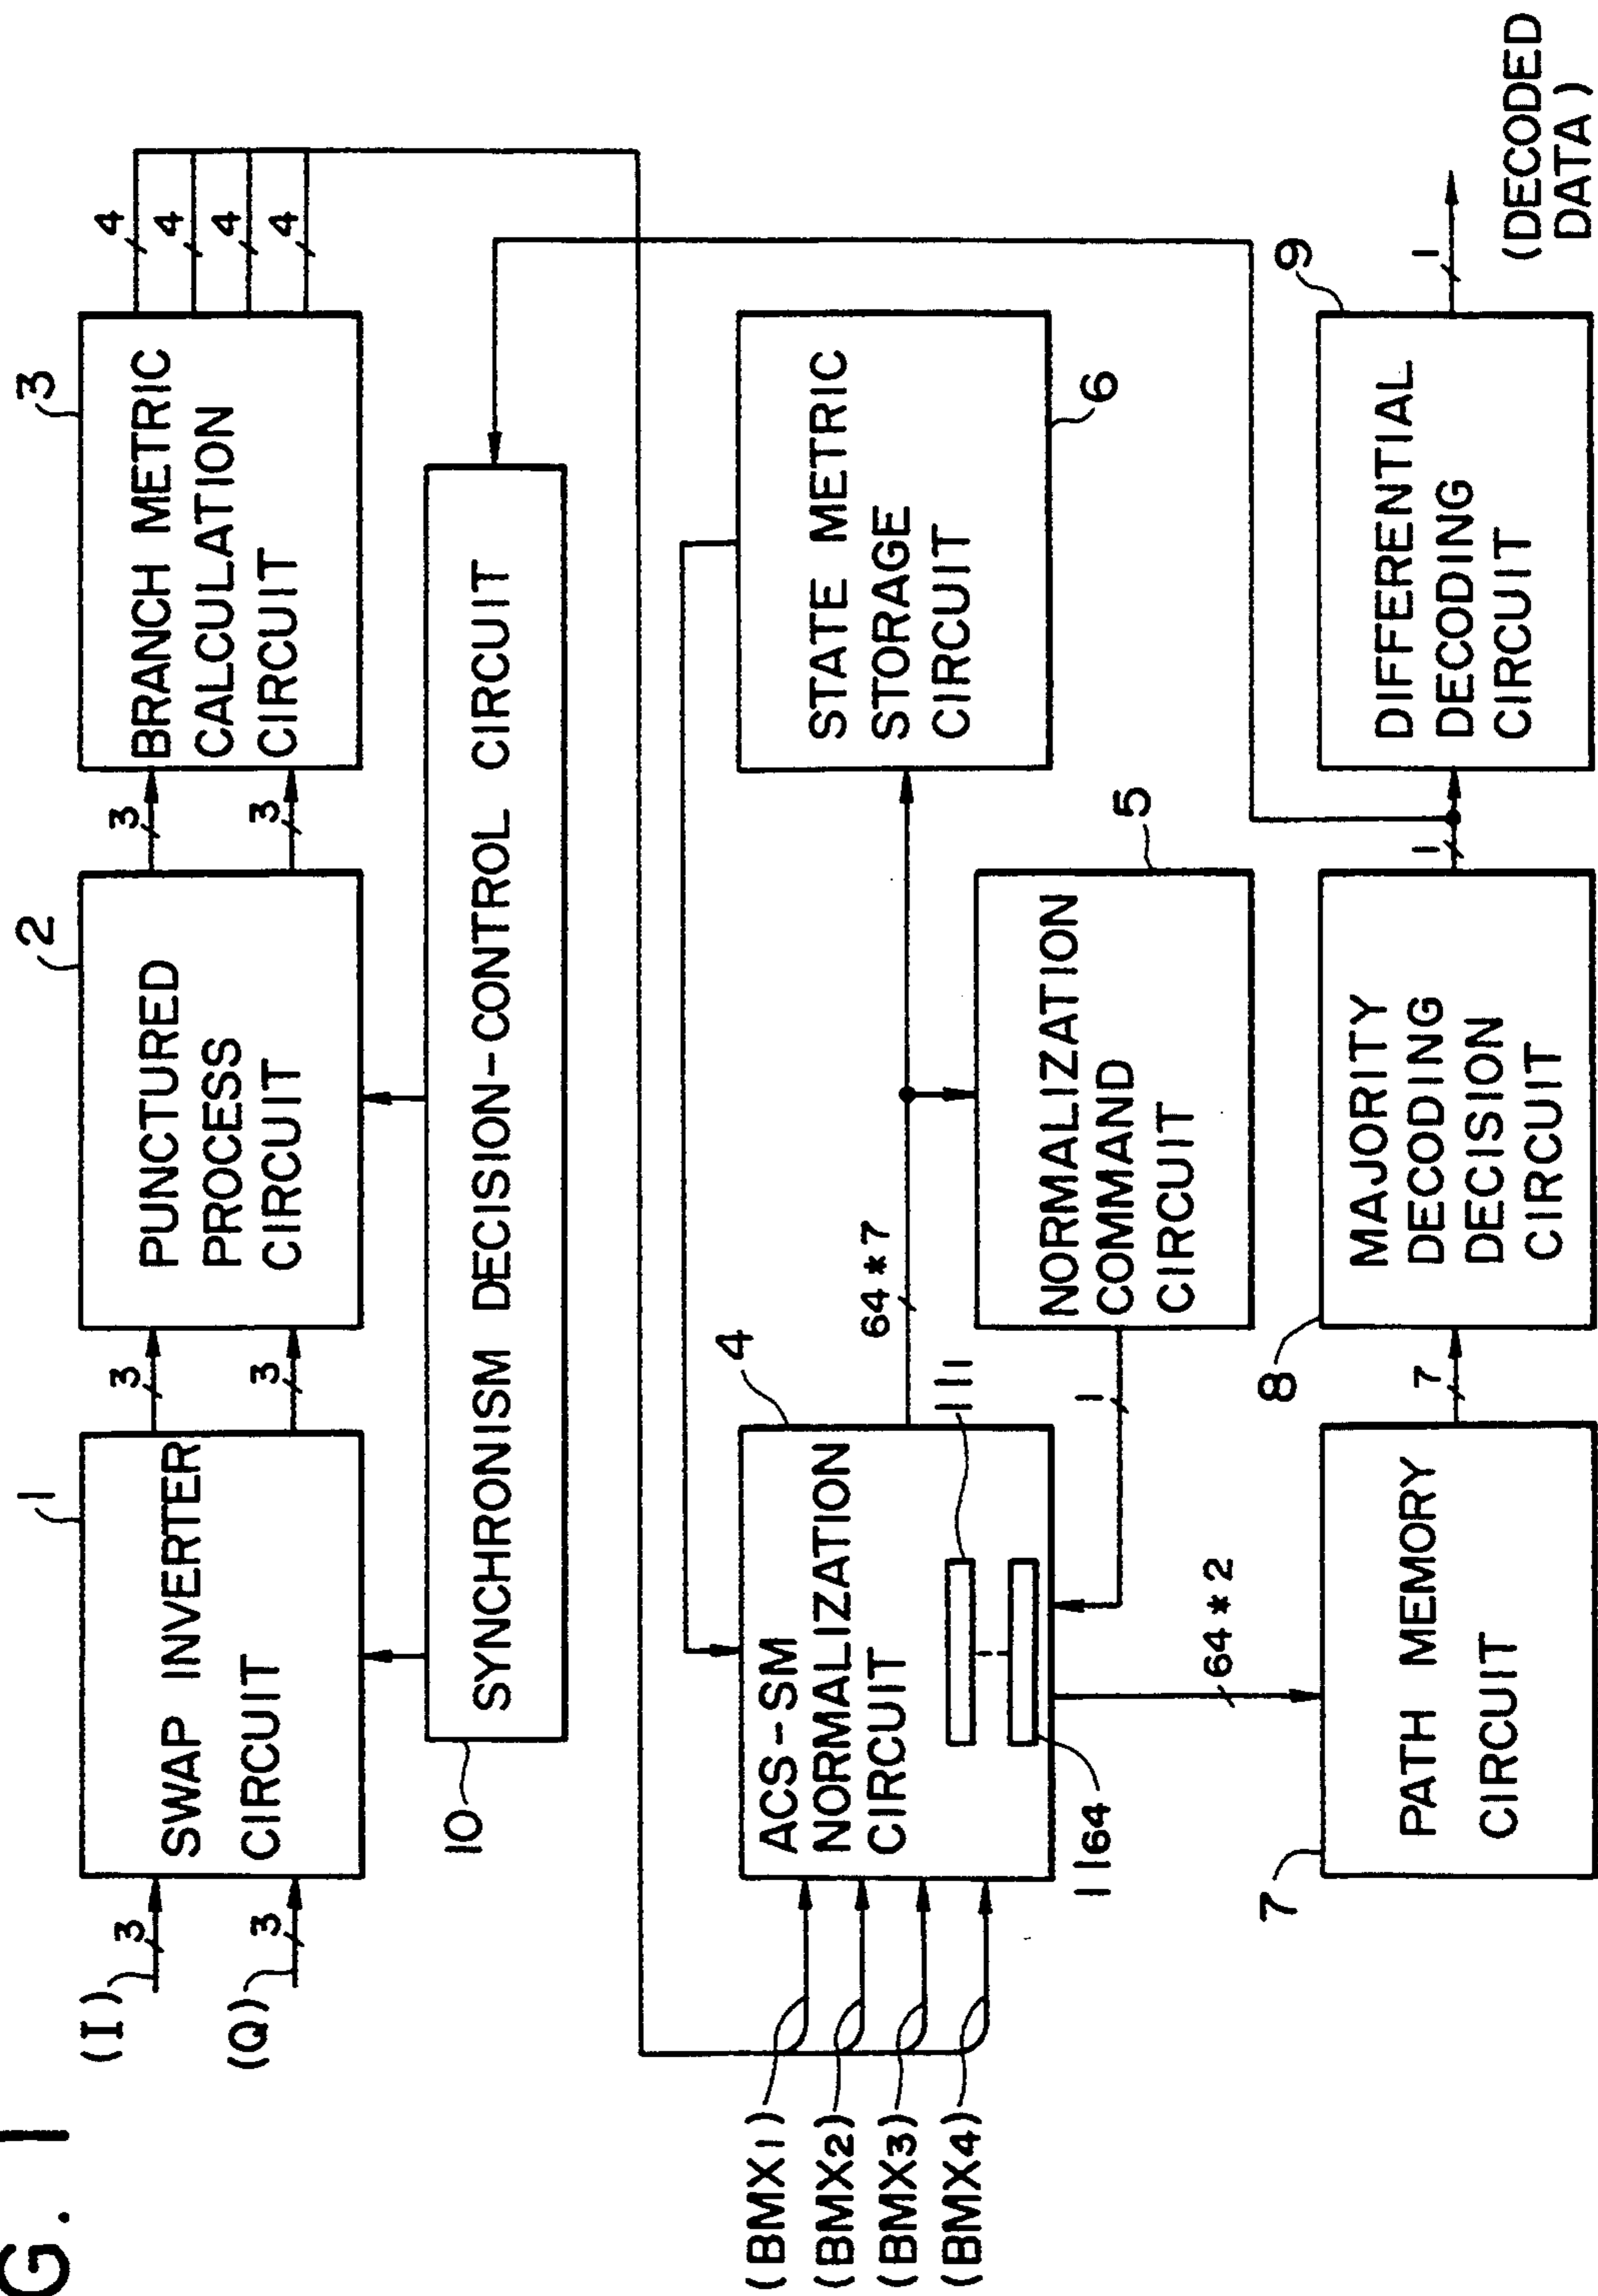 G. 1
(I)
3
(Q)
3
1
SWAP INVERTER
CIRCUIT
3
3
2
PUNCTURED
PROCESS
CIRCUIT
3
3
3
BRANCH METRIC
CALCULATION
CIRCUIT
4
4
4
4
10
SYNCHRONISM DECISION-CONTROL CIRCUIT
(BMX1)
(BMX2)
(BMX3)
(BMX4)
4
ACS-SM
NORMALIZATION
CIRCUIT
111
1164
64*7
1
64*2
5
NORMALIZATION
COMMAND
CIRCUIT
6
STATE METRIC
STORAGE
CIRCUIT
7
PATH MEMORY
CIRCUIT
7
8
MAJORITY
DECODING
DECISION
CIRCUIT
1
9
DIFFERENTIAL
DECODING
CIRCUIT
1
(DECODED
DATA)